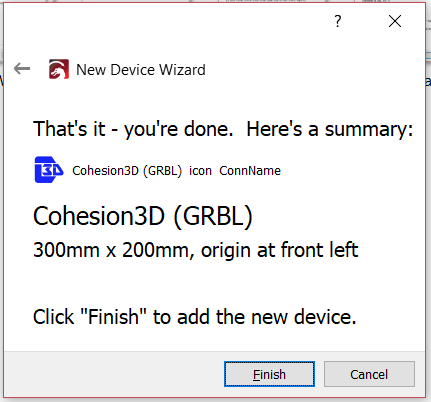 ?
New Device Wizard
That's it - you're done. Here's a summary:
Cohesion3D (GRBL) icon ConnName
Cohesion3D (GRBL)
300mm x 200mm, origin at front left
Click "Finish" to add the new device.
Finish Cancel